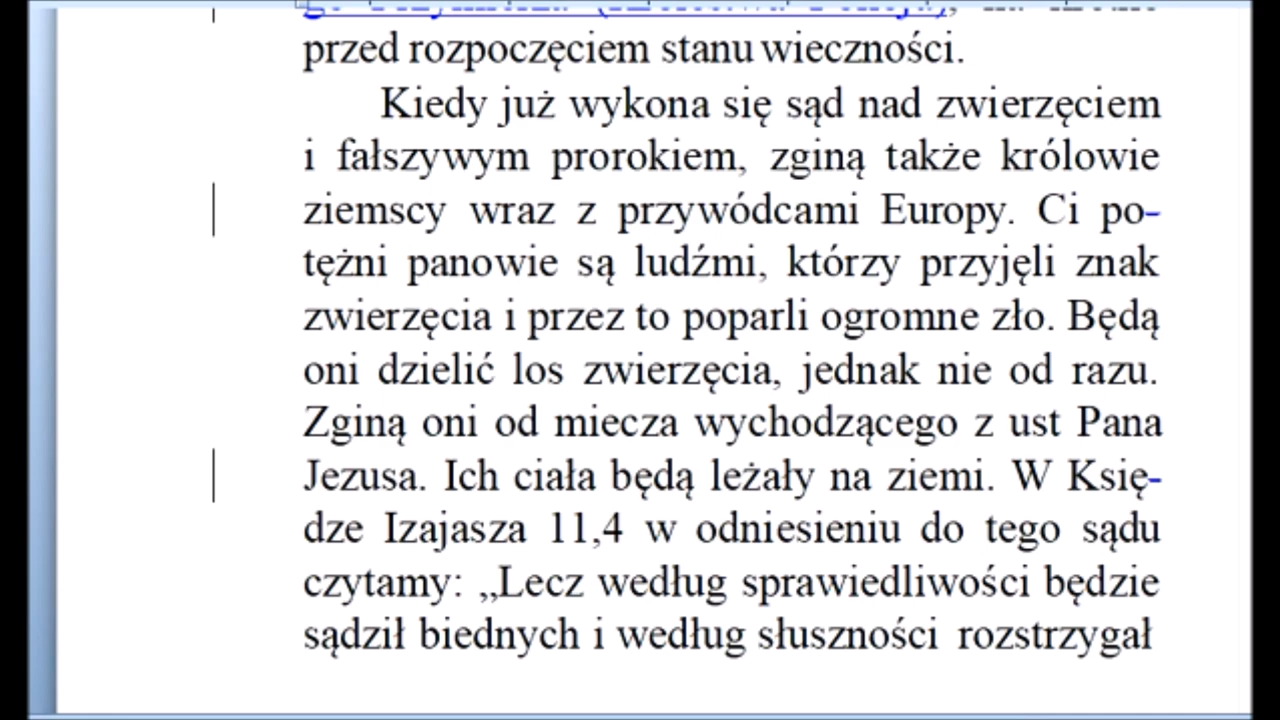 przed rozpoczęciem stanu wieczności.
Kiedy już wykona się sąd nad zwierzęciem
i fałszywym prorokiem, zginą także królowie
ziemscy wraz z przywódcami Europy. Ci po-
tężni panowie są ludźmi, którzy przyjęli znak
zwierzęcia i przez to poparli ogromne zło. Będą
oni dzielić los zwierzęcia, jednak nie od razu.
Zginą oni od miecza wychodzącego z ust Pana
Jezusa. Ich ciała będą leżały na ziemi. W Księ-
dze Izajasza 11,4 w odniesieniu do tego sądu
czytamy: „Lecz według sprawiedliwości będzie
sądził biednych i według słuszności rozstrzygał